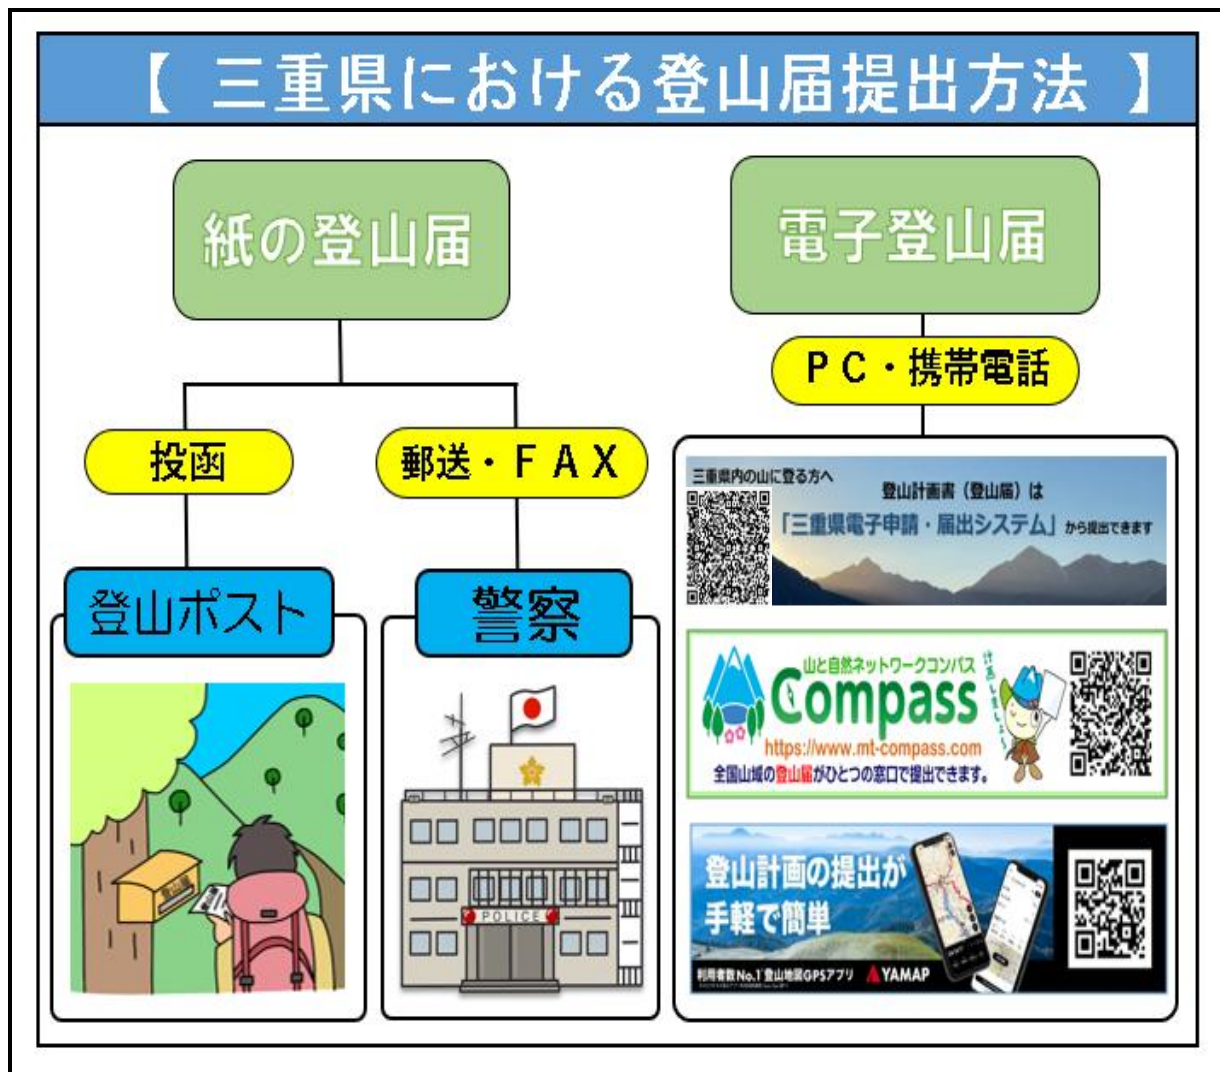 【 三重県における登山届提出方法 】
紙の登山届
電子登山届
PC・携帯電話
投函
郵送・FAX
登山ポスト
警察
登山届
POLICE
三重県内の山に登る方へ
登山計画書（登山届）は
「三重県電子申請・届出システム」から提出できます
山と自然ネットワークコンパス
Compass
https://www.mt-compass.com
全国山域の登山届がひとつの窓口で提出できます。
登山計画の提出が
手軽で簡単
利用者数No.1 登山地図GPSアプリ YAMAP